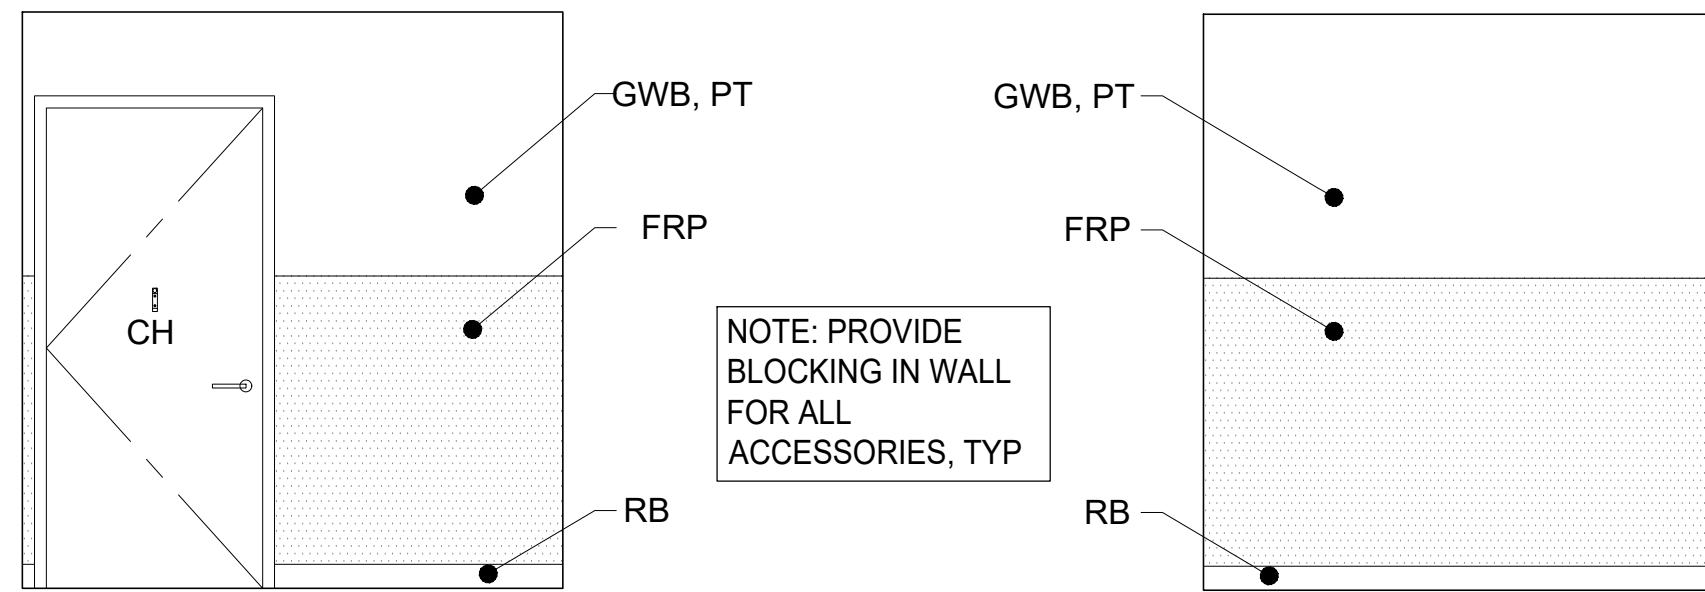 GWB, PT
FRP
CH
RB
NOTE: PROVIDE
BLOCKING IN WALL
FOR ALL
ACCESSORIES, TYP
GWB, PT
FRP
RB